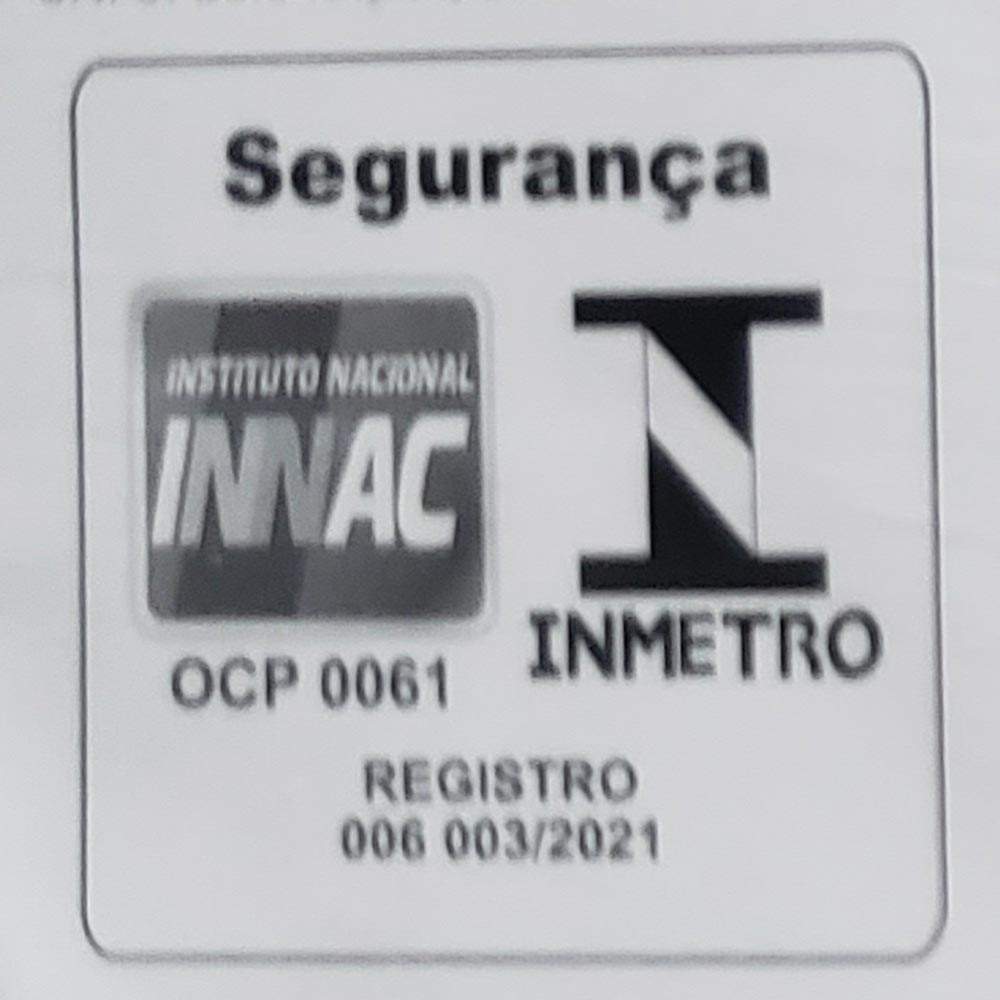 Segurança
INSTITUTO NACIONAL
INNAC
INMETRO
OCP 0061
REGISTRO
006 003/2021